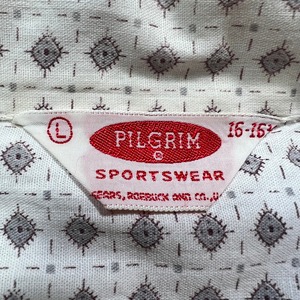 L PILGRIM 16-16½
®
SPORTSWEAR
SEARS, ROEBUCK AND CO., U